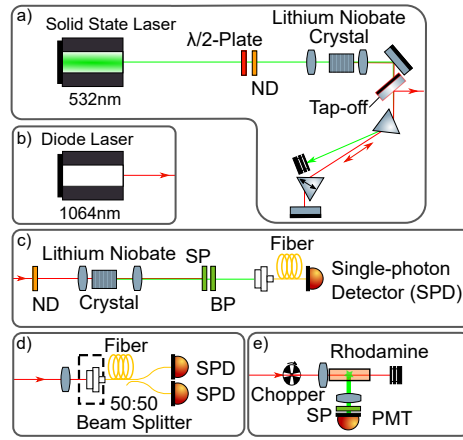 a)
Solid State Laser
532nm
λ/2-Plate
ND
Lithium Niobate
Crystal
Tap-off
b)
Diode Laser
1064nm
c)
Lithium Niobate
ND
Crystal
SP
BP
Fiber
Single-photon
Detector (SPD)
d)
Fiber
SPD
SPD
50:50
Beam Splitter
e)
Rhodamine
Chopper
SP
PMT